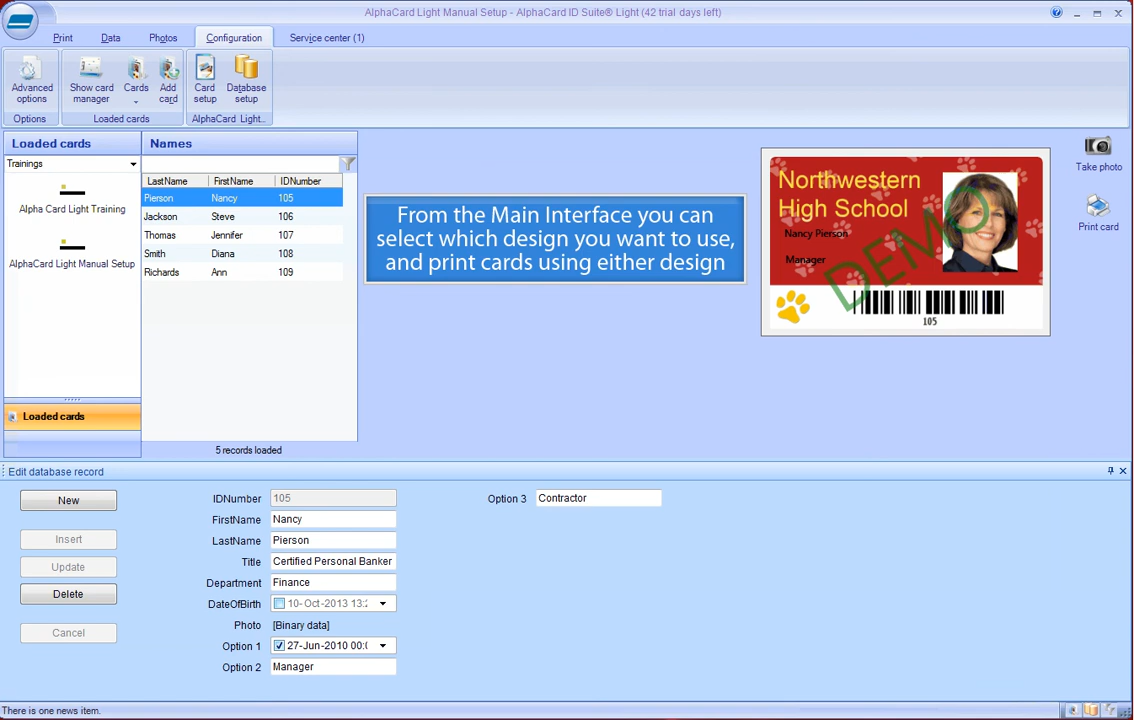 AlphaCard Light Manual Setup - AlphaCard ID Suite® Light (42 trial days left)
Print Data Photos Configuration Service center (1)
Advanced options
Show card manager
Cards
Add card
Card setup
Database setup
Options
Loaded cards
AlphaCard Light..
Loaded cards
Trainings
Alpha Card Light Training
AlphaCard Light Manual Setup
Loaded cards
Names
LastName FirstName IDNumber
Pierson Nancy 105
Jackson Steve 106
Thomas Jennifer 107
Smith Diana 108
Richards Ann 109
5 records loaded
From the Main Interface you can
select which design you want to use,
and print cards using either design
Northwestern
High School
Nancy Pierson
Manager
DEMO
105
Take photo
Print card
Edit database record
New
Insert
Update
Delete
Cancel
IDNumber 105
FirstName Nancy
LastName Pierson
Title Certified Personal Banker
Department Finance
DateOfBirth 10-Oct-2013 13:2
Photo [Binary data]
Option 1 27-Jun-2010 00:0
Option 2 Manager
Option 3 Contractor
There is one news item.